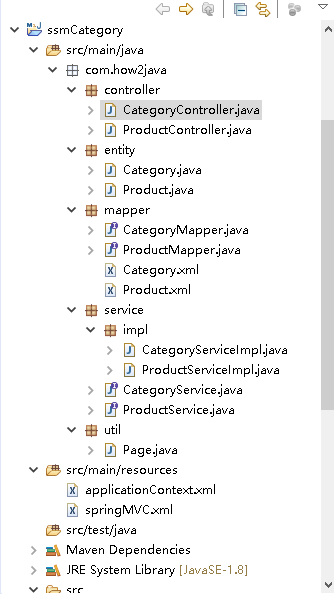 ssmCategory
src/main/java
com.how2java
controller
CategoryController.java
ProductController.java
entity
Category.java
Product.java
mapper
CategoryMapper.java
ProductMapper.java
Category.xml
Product.xml
service
impl
CategoryServiceImpl.java
ProductServiceImpl.java
CategoryService.java
ProductService.java
util
Page.java
src/main/resources
applicationContext.xml
springMVC.xml
src/test/java
Maven Dependencies
JRE System Library [JavaSE-1.8]
src